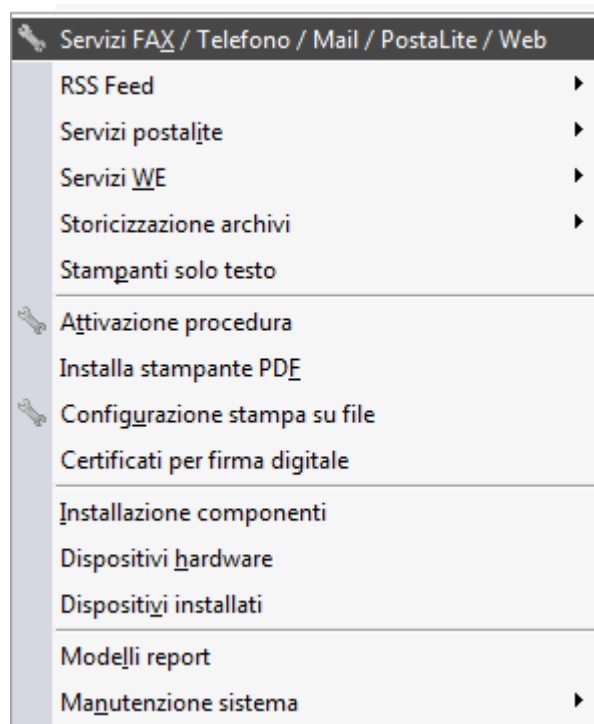 Servizi FAX / Telefono / Mail / PostaLite / Web
RSS Feed
Servizi postalite
Servizi WE
Storicizzazione archivi
Stampanti solo testo
Attivazione procedura
Installa stampante PDF
Configurazione stampa su file
Certificati per firma digitale
Installazione componenti
Dispositivi hardware
Dispositivi installati
Modelli report
Manutenzione sistema